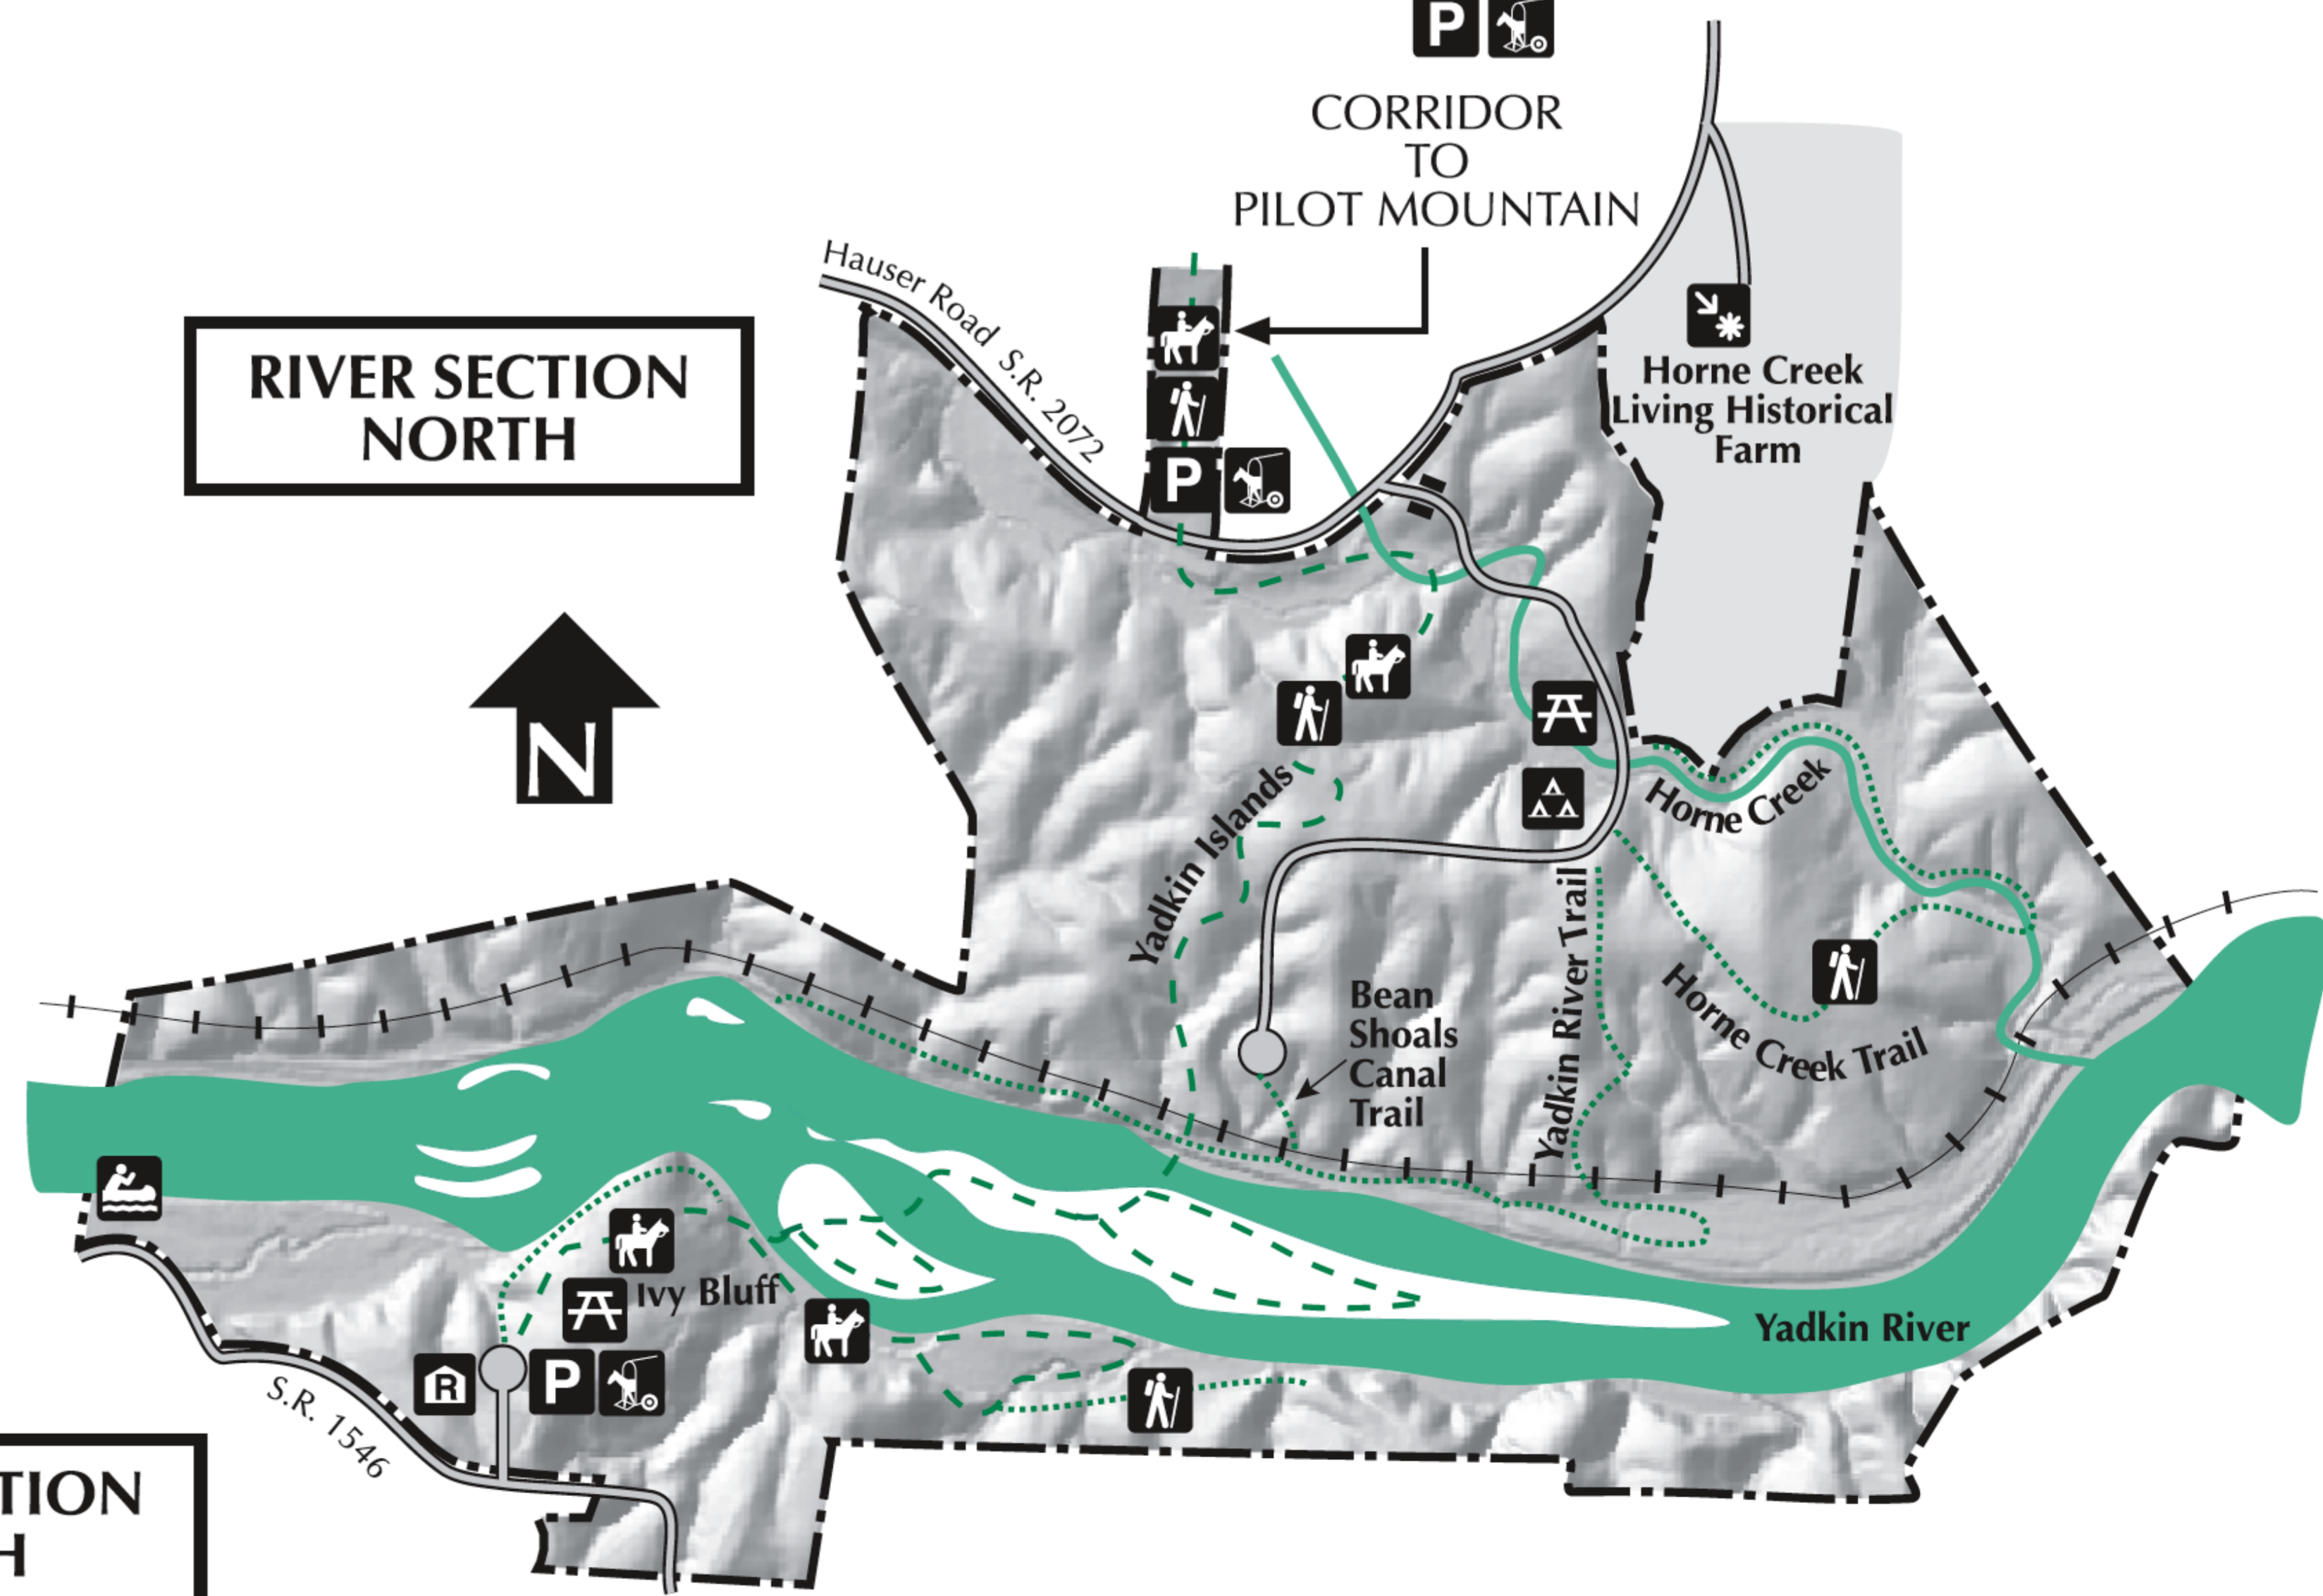 P
CORRIDOR
TO
PILOT MOUNTAIN
Hauser Road S.R. 2072
RIVER SECTION
NORTH
P
Horne Creek
Living Historical
Farm
N
Horne Creek
Yadkin Islands
Yadkin River Trail
Bean
Shoals
Canal
Trail
Horne Creek Trail
Ivy Bluff
Yadkin River
R
P
S.R. 1546
TION
H